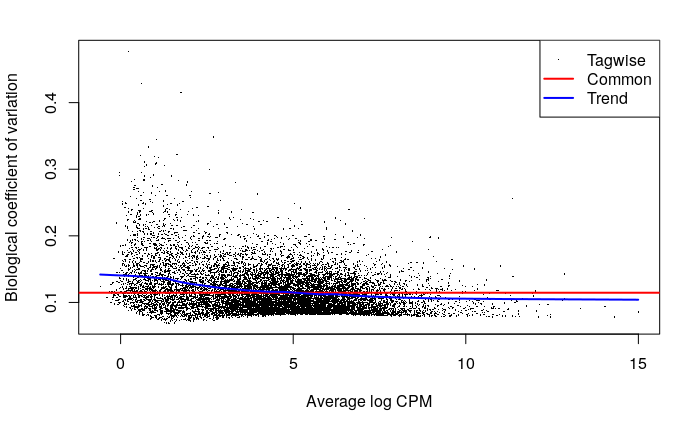 Tagwise
Common
Trend
Biological coefficient of variation
0.4
0.3
0.2
0.1
0
5
10
15
Average log CPM